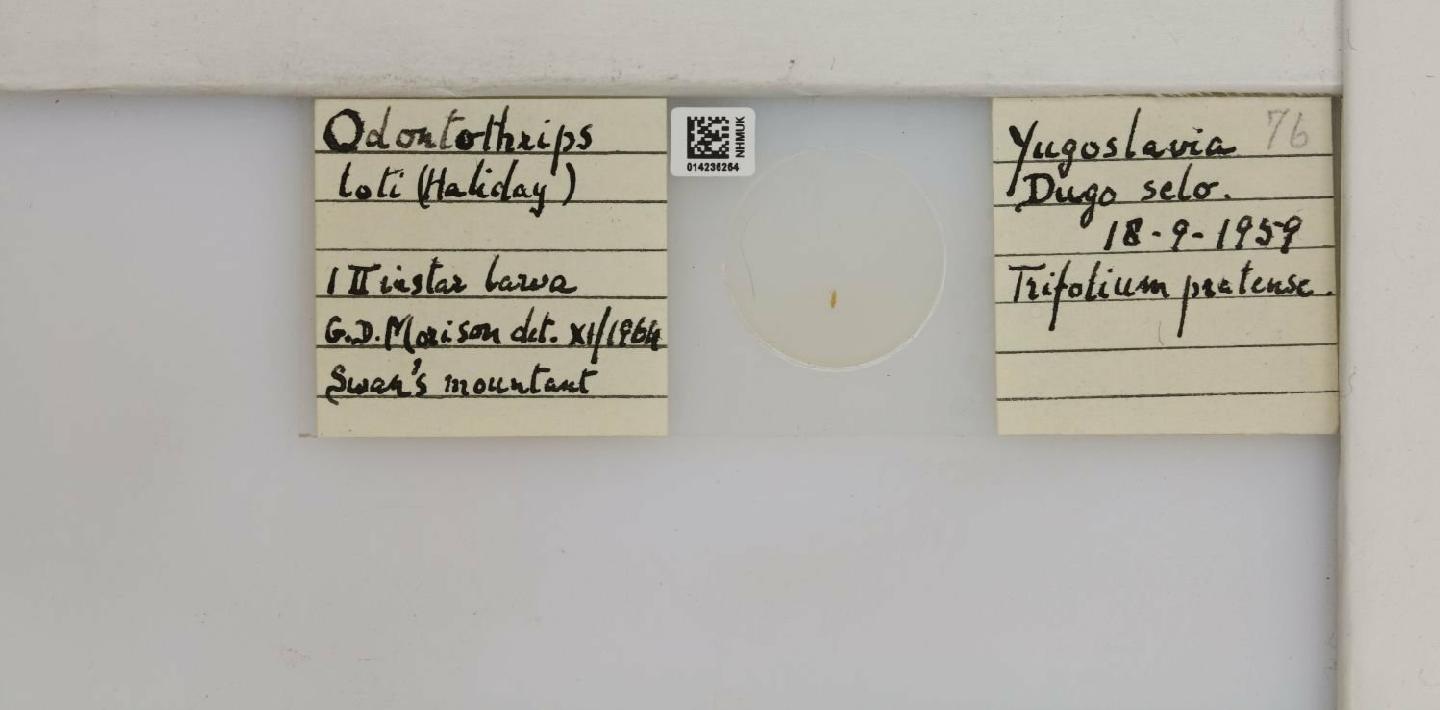 Odontothrips
loti (Haliday)
1 II instar larva
G.D. Morison det. XI/1964
Swan's mountant
NHMUK
014236264
76
Yugoslavia
Dugo selo.
18-9-1959
Trifolium pratense.